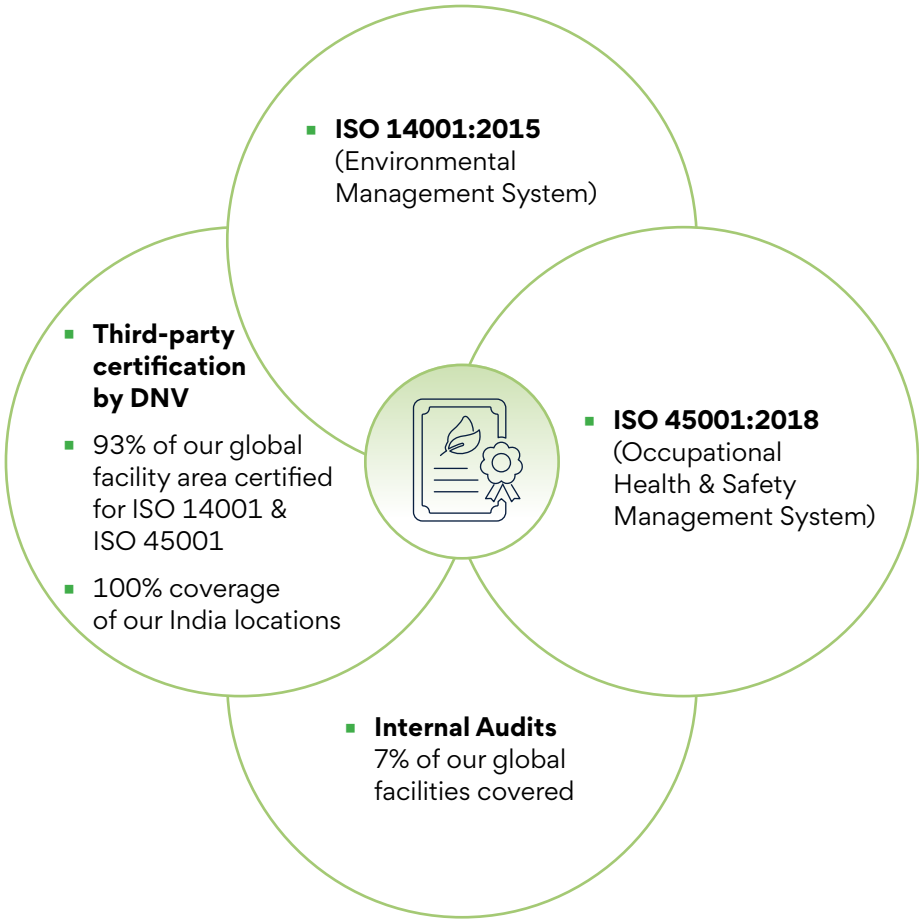 ISO 14001:2015
(Environmental
Management System)
Third-party
certification
by DNV
93% of our global
facility area certified
for ISO 14001 &
ISO 45001
100% coverage
of our India locations
ISO 45001:2018
(Occupational
Health & Safety
Management System)
Internal Audits
7% of our global
facilities covered